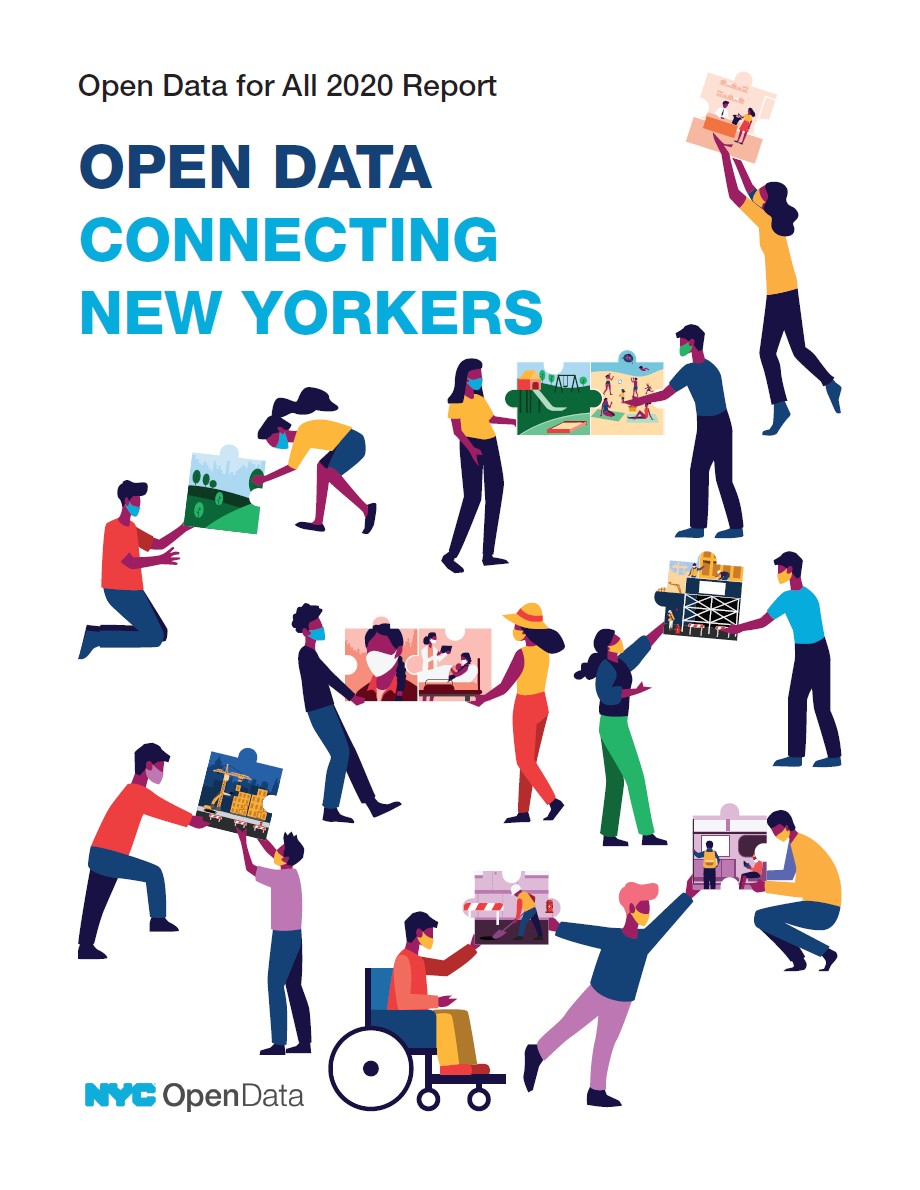 Open Data for All 2020 Report
OPEN DATA
CONNECTING
NEW YORKERS
NYC OpenData